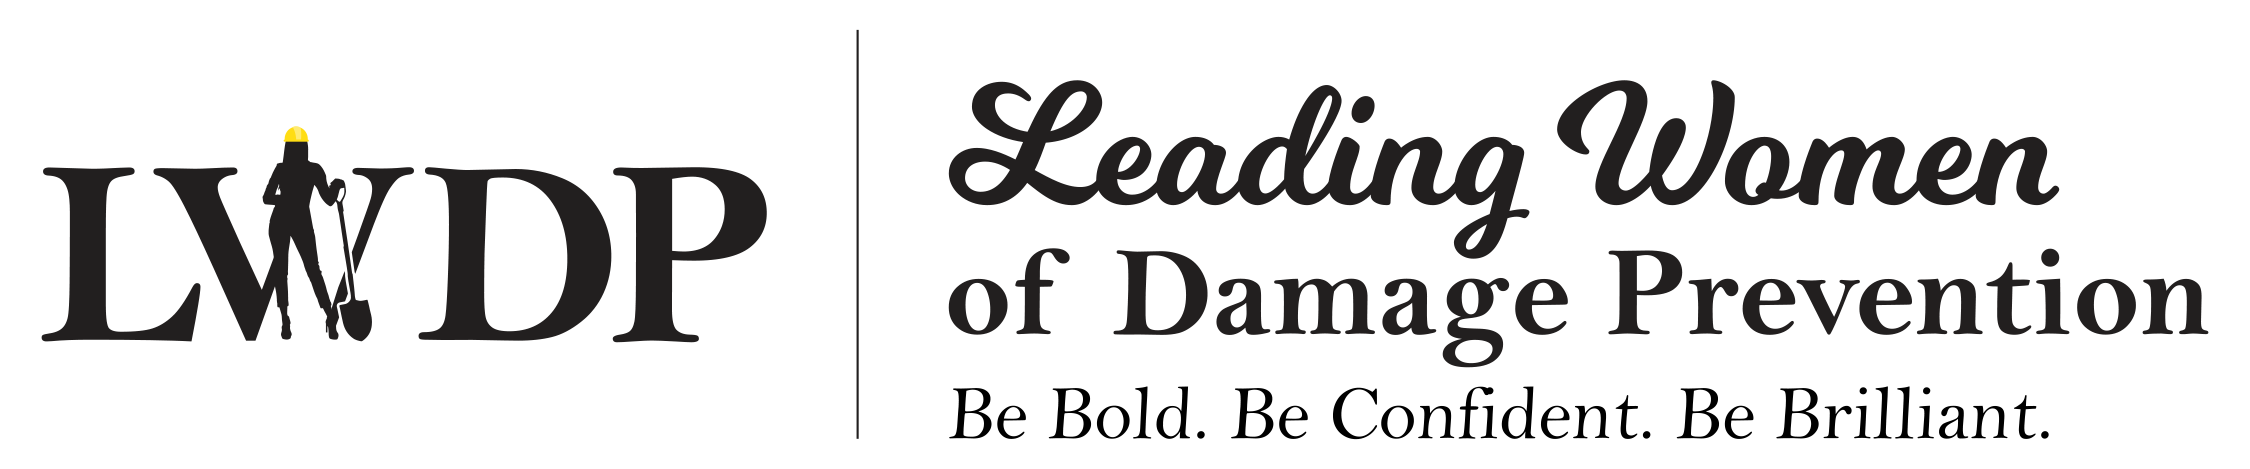 LWDP
Leading Women
of Damage Prevention
Be Bold. Be Confident. Be Brilliant.